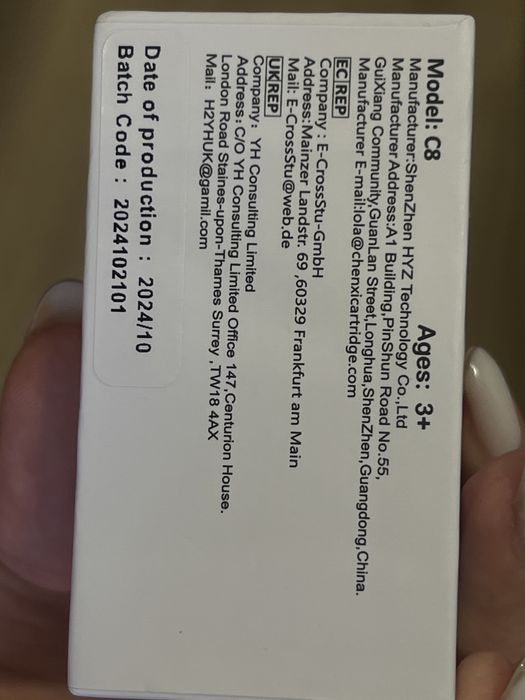 Model: C8
Ages: 3+
Manufacturer:ShenZhen HYZ Technology Co.,Ltd
Manufacturer Address:A1 Building,PinShun Road No.55,
GuiXiang Community,GuanLan Street,Longhua,ShenZhen,Guangdong,China.
Manufacturer E-mail:lola@chenxicartridge.com
EC REP
Company : E-CrossStu-GmbH
Address:Mainzer Landstr. 69 ,60329 Frankfurt am Main
Mail: E-CrossStu@web.de
UK REP
Company: YH Consulting Limited
Address: C/O YH Consulting Limited Office 147,Centurion House.
London Road Staines-upon-Thames Surrey ,TW18 4AX
Mail: H2YHUK@gamil.com
Date of production : 2024/10
Batch Code : 2024102101